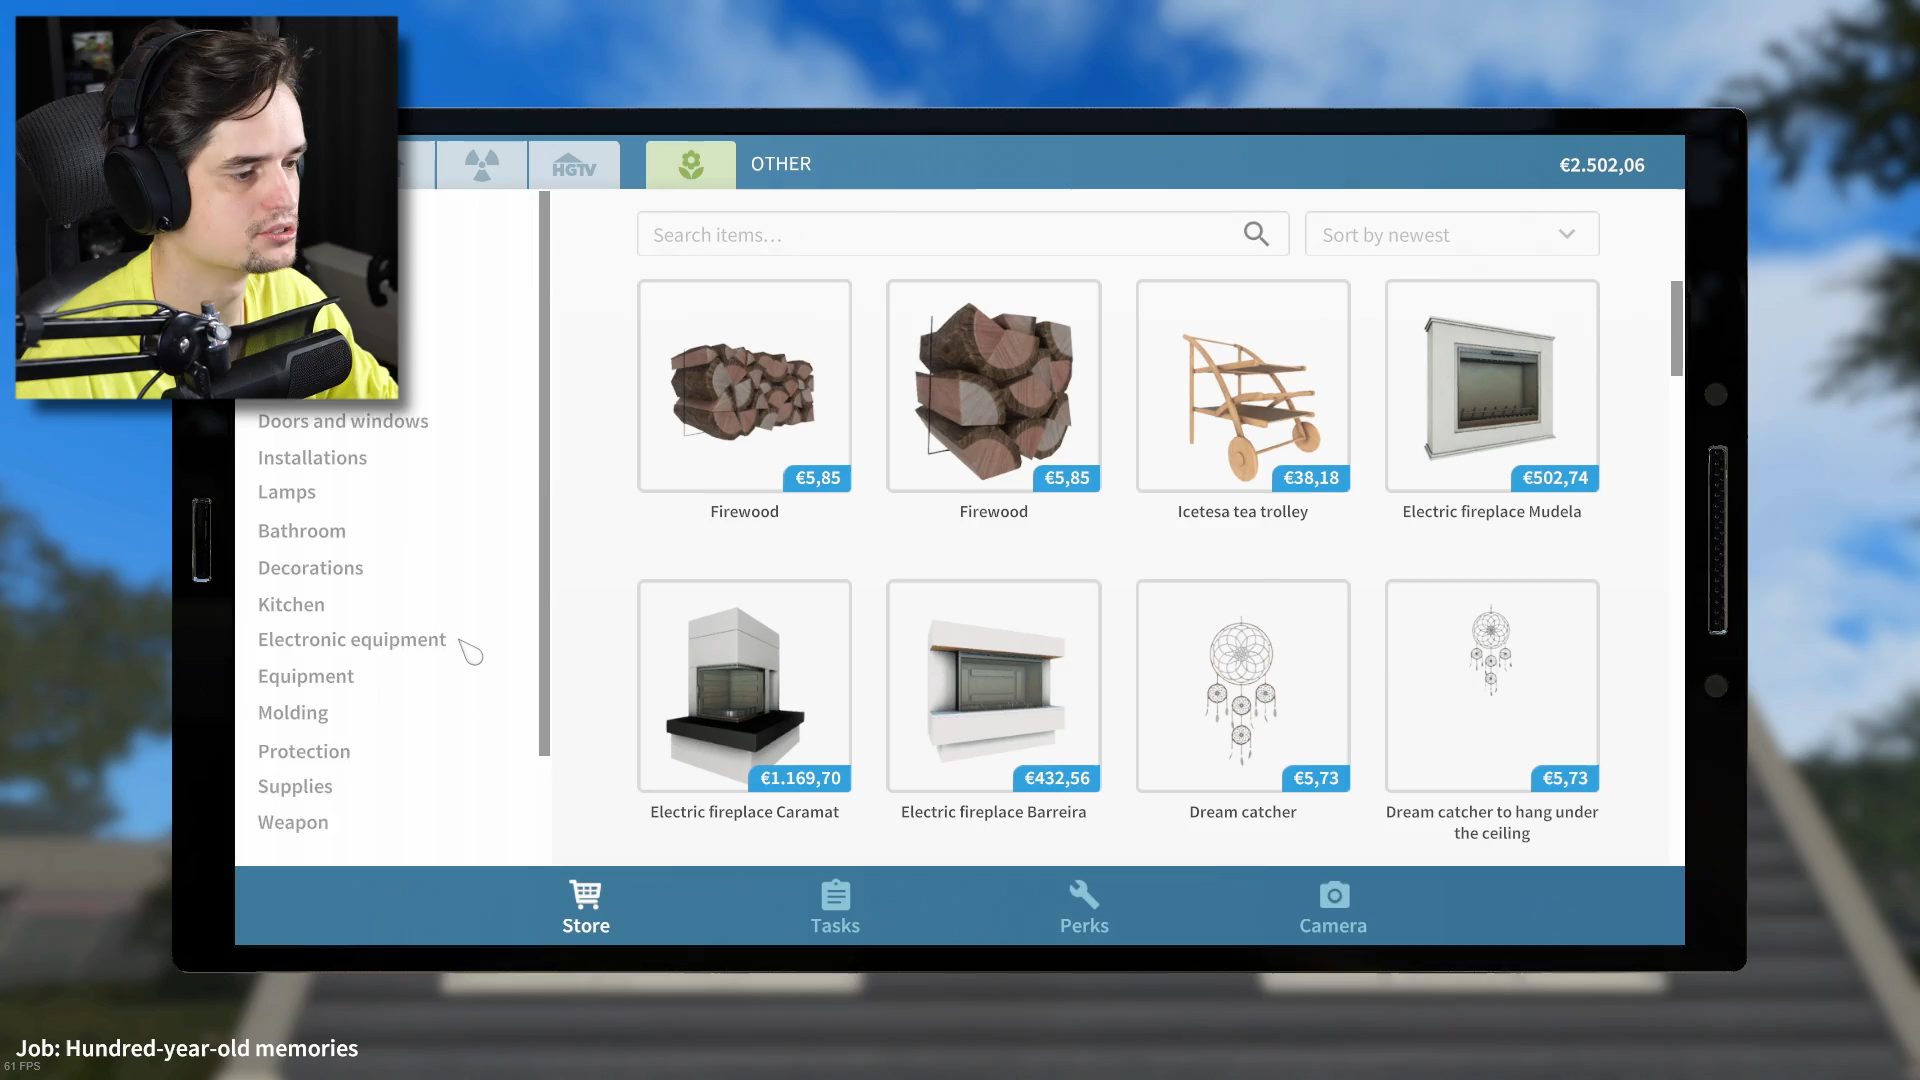 HGTV
OTHER
€2.502,06
Search items...
Sort by newest
€5,85
€5,85
€38,18
€502,74
Firewood
Firewood
Icetesa tea trolley
Electric fireplace Mudela
€1.169,70
€432,56
€5,73
€5,73
Electric fireplace Caramat
Electric fireplace Barreira
Dream catcher
Dream catcher to hang under
the ceiling
Doors and windows
Installations
Lamps
Bathroom
Decorations
Kitchen
Electronic equipment
Equipment
Molding
Protection
Supplies
Weapon
Store
Tasks
Perks
Camera
Job: Hundred-year-old memories
61 FPS